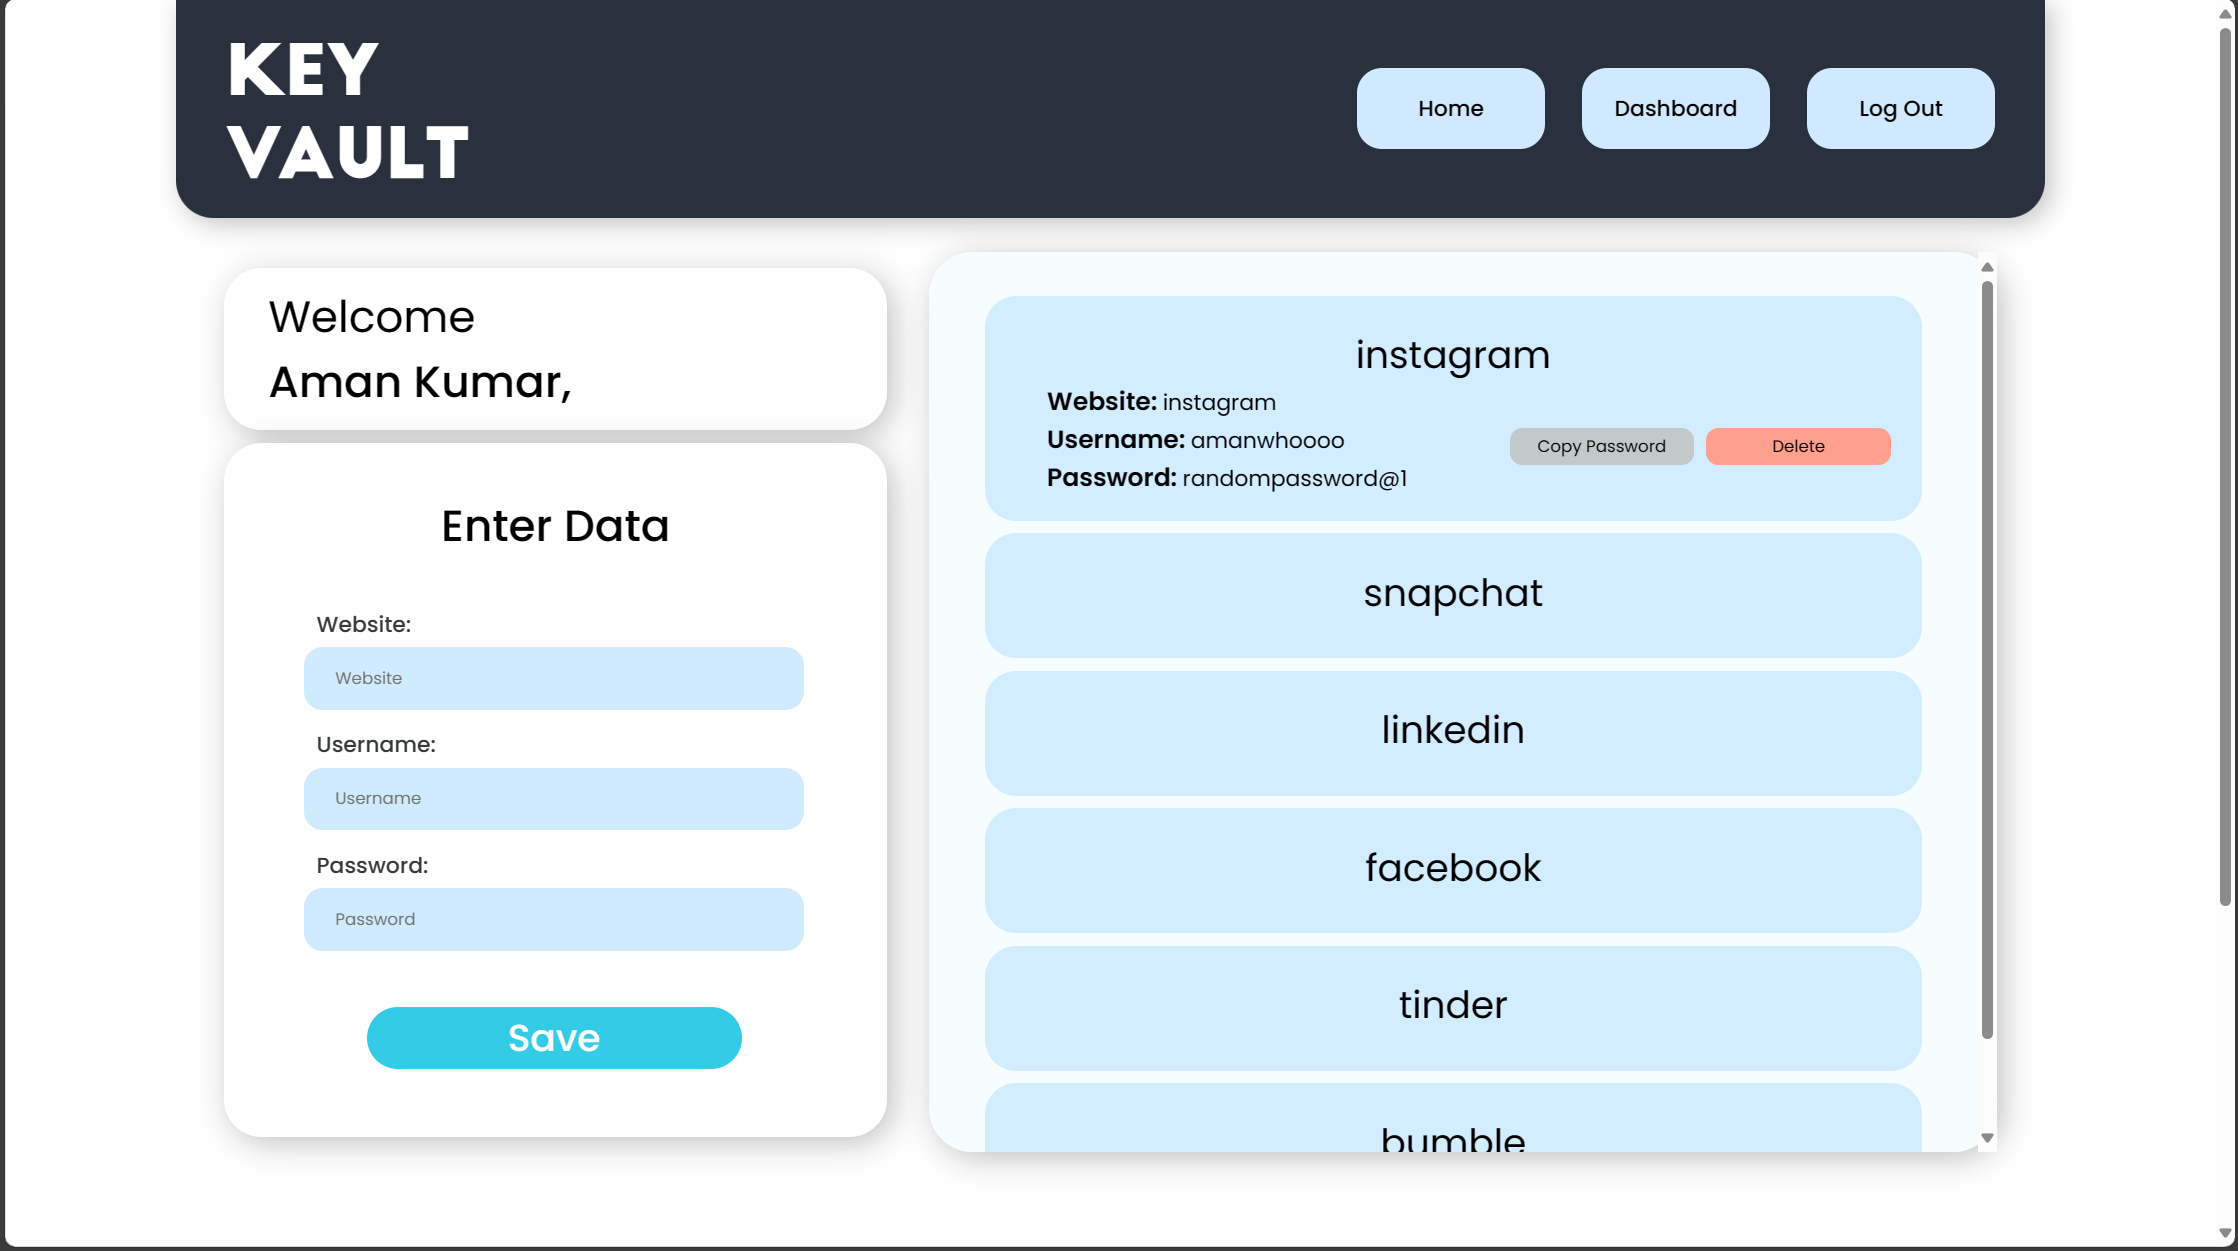 KEY
VAULT
Home
Dashboard
Log Out
Welcome
Aman Kumar,
Enter Data
Website:
Website
Username:
Username
Password:
Password
Save
instagram
Website: instagram
Username: amanwhoooo
Password: randompassword@1
Copy Password
Delete
snapchat
linkedin
facebook
tinder
bumble